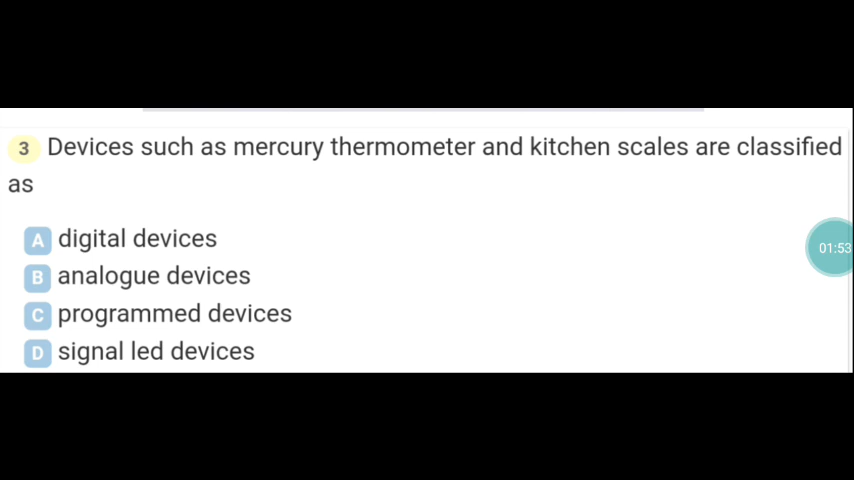 3 Devices such as mercury thermometer and kitchen scales are classified
as
A digital devices
B analogue devices
C programmed devices
D signal led devices
01:53